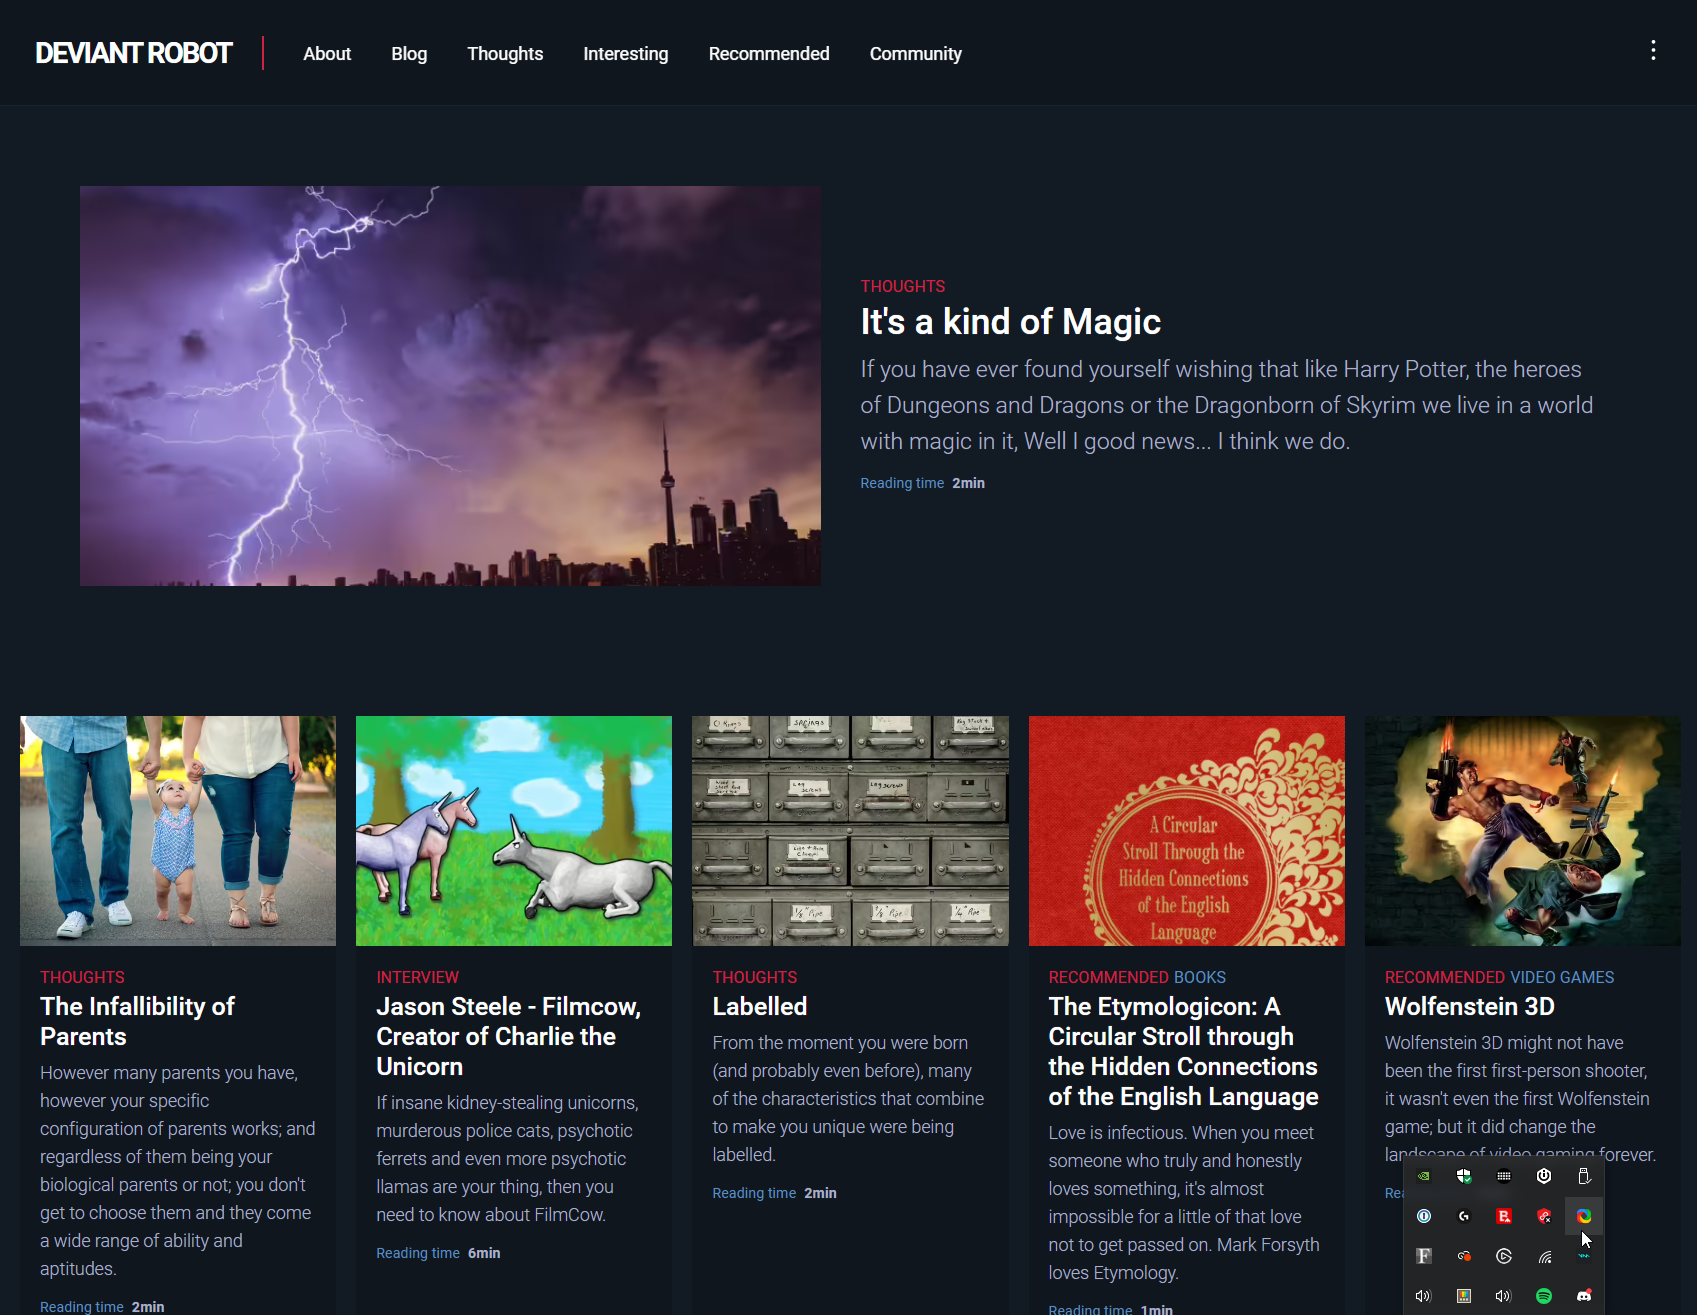 DEVIANT ROBOT
About
Blog
Thoughts
Interesting
Recommended
Community
THOUGHTS
It's a kind of Magic
If you have ever found yourself wishing that like Harry Potter, the heroes
of Dungeons and Dragons or the Dragonborn of Skyrim we live in a world
with magic in it, Well I good news... I think we do.
Reading time 2min
A Circular
Stroll Through the
Hidden Connections
of the English
Language
THOUGHTS
The Infallibility of
Parents
However many parents you have,
however your specific
configuration of parents works; and
regardless of them being your
biological parents or not; you don't
get to choose them and they come
a wide range of ability and
aptitudes.
Reading time 2min
INTERVIEW
Jason Steele - Filmcow,
Creator of Charlie the
Unicorn
If insane kidney-stealing unicorns,
murderous police cats, psychotic
ferrets and even more psychotic
llamas are your thing, then you
need to know about FilmCow.
Reading time 6min
THOUGHTS
Labelled
From the moment you were born
(and probably even before), many
of the characteristics that combine
to make you unique were being
labelled.
Reading time 2min
RECOMMENDED BOOKS
The Etymologicon: A
Circular Stroll through
the Hidden Connections
of the English Language
Love is infectious. When you meet
someone who truly and honestly
loves something, it's almost
impossible for a little of that love
not to get passed on. Mark Forsyth
loves Etymology.
Reading time 1min
RECOMMENDED VIDEO GAMES
Wolfenstein 3D
Wolfenstein 3D might not have
been the first first-person shooter,
it wasn't even the first Wolfenstein
game; but it did change the
landscape of video gaming forever.